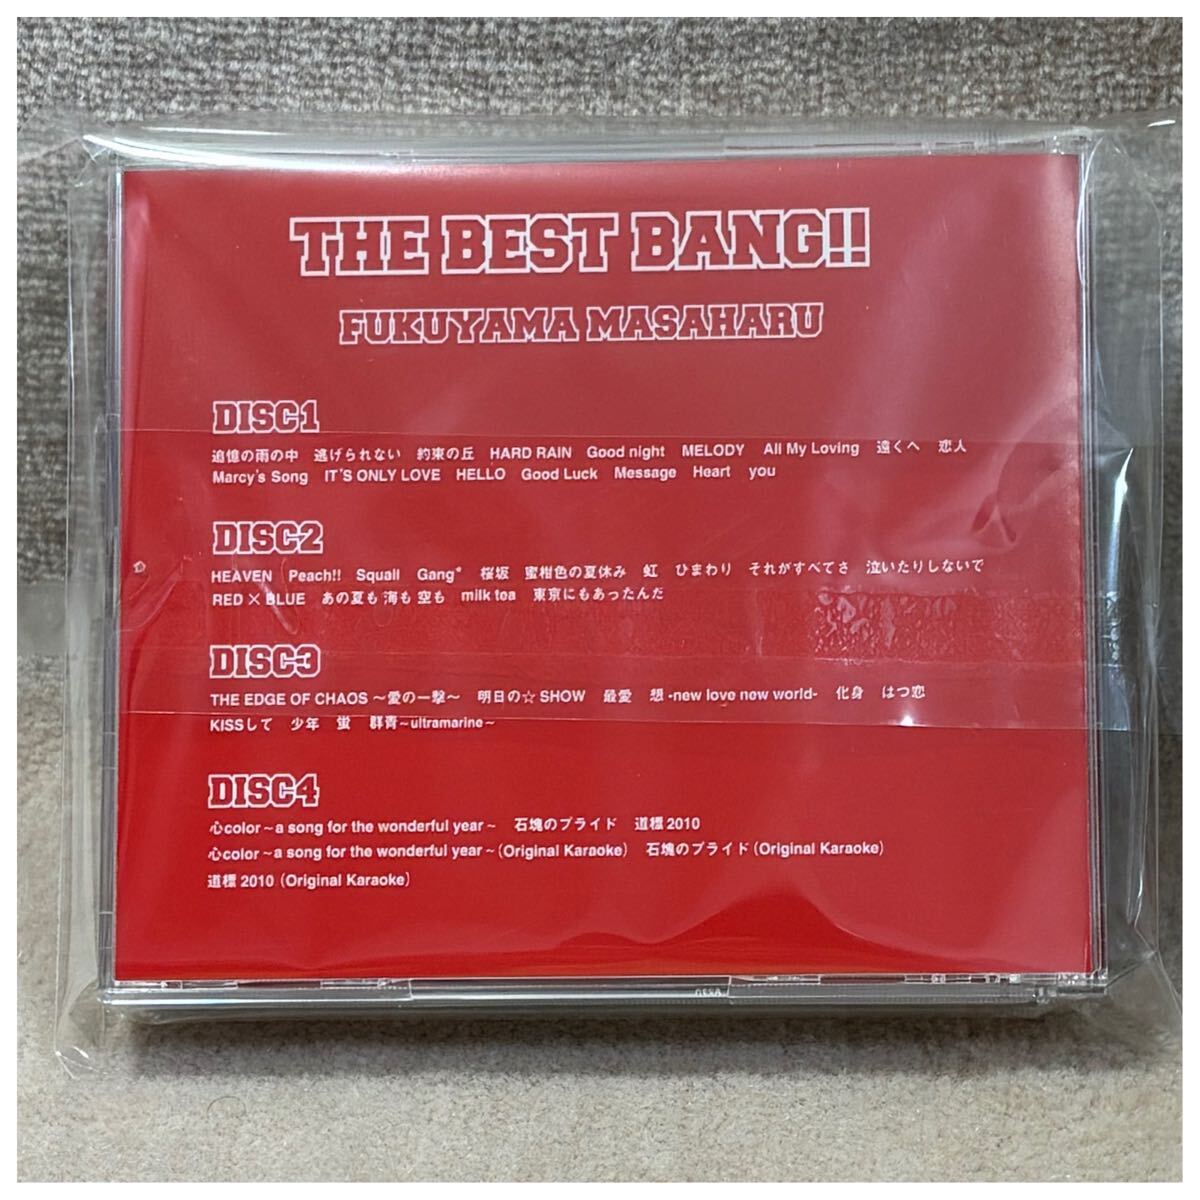 THE BEST BANG!!
FUKUYAMA MASAHARU
DISC1
追憶の雨の中 逃げられない 約束の丘 HARD RAIN Good night MELODY All My Loving 遠くへ 恋人
Marcy's Song IT'S ONLY LOVE HELLO Good Luck Message Heart you
DISC2
HEAVEN Peach!! Squall Gang* 桜坂 蜜柑色の夏休み 虹 ひまわり それがすべてさ 泣いたりしないで
RED×BLUE あの夏も 海も 空も milk tea 東京にもあったんだ
DISC3
THE EDGE OF CHAOS 〜愛の一撃〜 明日の☆SHOW 最愛 想 -new love new world- 化身 はつ恋
KISSして 少年 蛍 群青〜ultramarine〜
DISC4
心color〜a song for the wonderful year〜 石塊のプライド 道標2010
心color〜a song for the wonderful year〜(Original Karaoke) 石塊のプライド(Original Karaoke)
道標2010 (Original Karaoke)